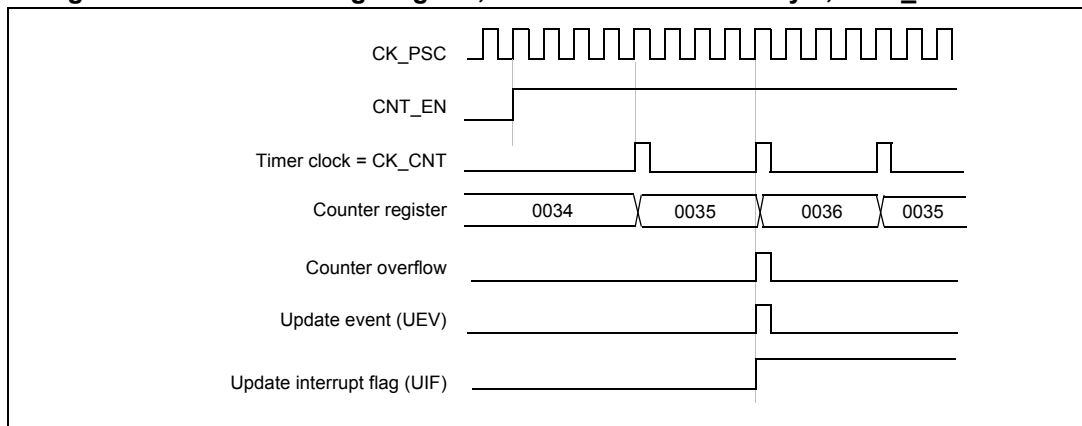 CK_PSC
CNT_EN
Timer clock = CK_CNT
Counter register 0034 0035 0036 0035
Counter overflow
Update event (UEV)
Update interrupt flag (UIF)